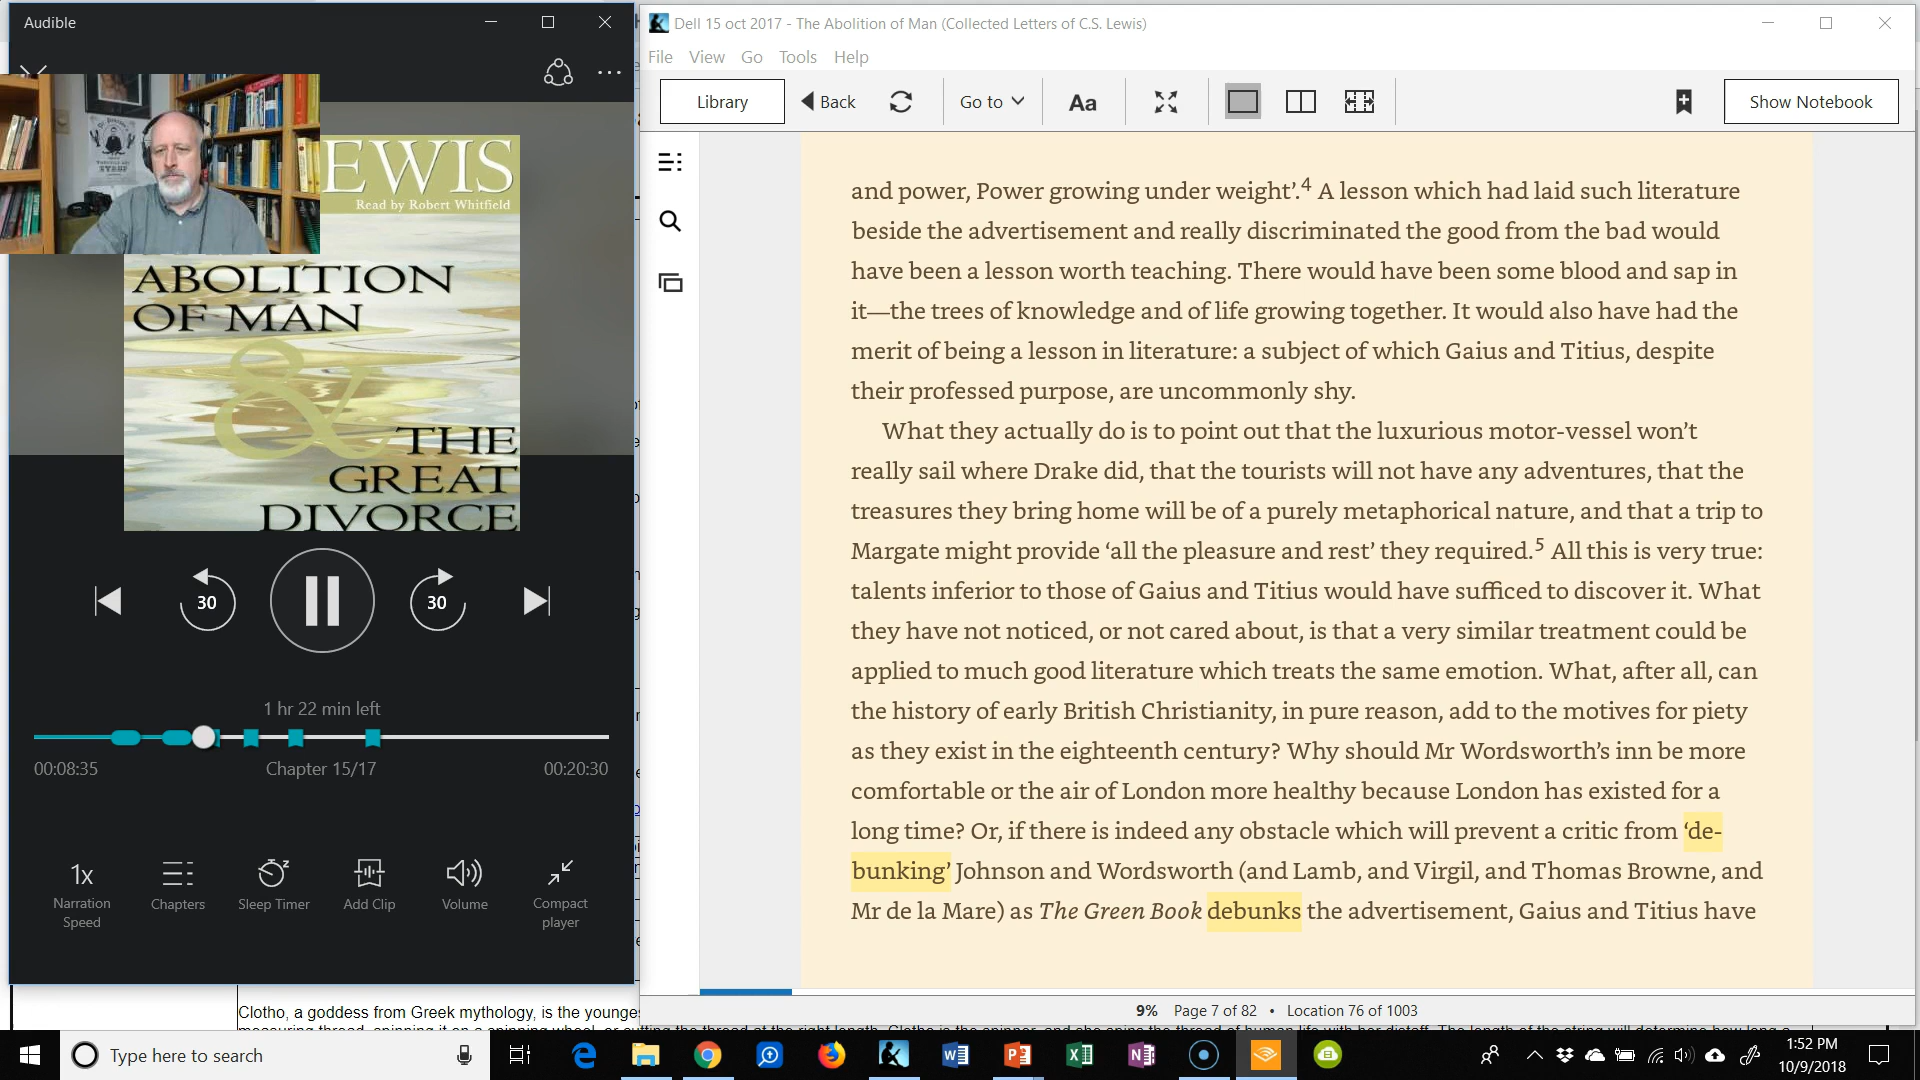 Audible
EWIS
Read by Robert Whitfield
ABOLITION
OF MAN
&
THE
GREAT
DIVORCE
30
30
1 hr 22 min left
00:08:35
Chapter 15/17
00:20:30
1x
Narration
Speed
Chapters
Sleep Timer
Add Clip
Volume
Compact
player
Dell 15 oct 2017 - The Abolition of Man (Collected Letters of C.S. Lewis)
File View Go Tools Help
Library
Back
Go to
Aa
Show Notebook
and power, Power growing under weight’.4 A lesson which had laid such literature
beside the advertisement and really discriminated the good from the bad would
have been a lesson worth teaching. There would have been some blood and sap in
it—the trees of knowledge and of life growing together. It would also have had the
merit of being a lesson in literature: a subject of which Gaius and Titius, despite
their professed purpose, are uncommonly shy.
What they actually do is to point out that the luxurious motor-vessel won’t
really sail where Drake did, that the tourists will not have any adventures, that the
treasures they bring home will be of a purely metaphorical nature, and that a trip to
Margate might provide ‘all the pleasure and rest’ they required.5 All this is very true:
talents inferior to those of Gaius and Titius would have sufficed to discover it. What
they have not noticed, or not cared about, is that a very similar treatment could be
applied to much good literature which treats the same emotion. What, after all, can
the history of early British Christianity, in pure reason, add to the motives for piety
as they exist in the eighteenth century? Why should Mr Wordsworth’s inn be more
comfortable or the air of London more healthy because London has existed for a
long time? Or, if there is indeed any obstacle which will prevent a critic from ‘de-
bunking’ Johnson and Wordsworth (and Lamb, and Virgil, and Thomas Browne, and
Mr de la Mare) as The Green Book debunks the advertisement, Gaius and Titius have
9% Page 7 of 82 • Location 76 of 1003
Clotho, a goddess from Greek mythology, is the younges
Type here to search
1:52 PM
10/9/2018